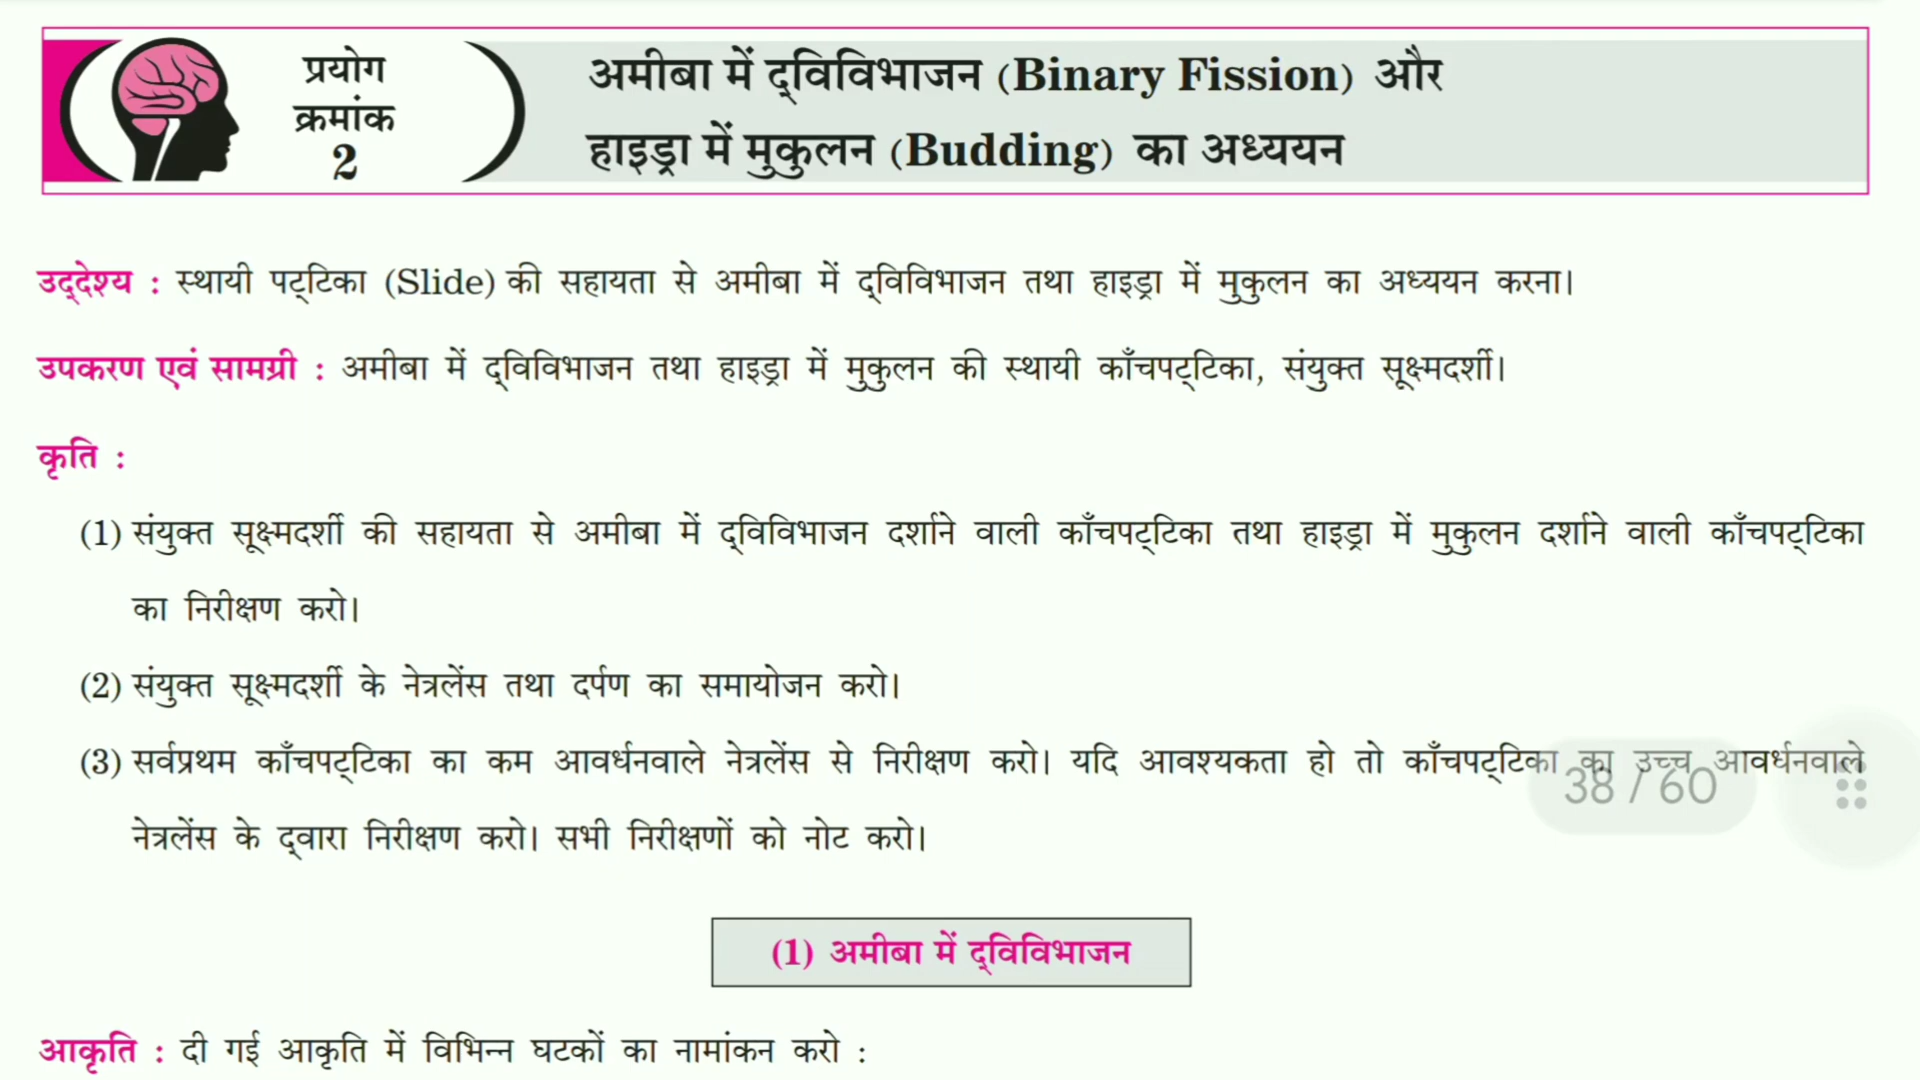 प्रयोग
क्रमांक
2
अमीबा में द्‌विविभाजन (Binary Fission) और
हाइड्रा में मुकुलन (Budding) का अध्ययन
उद्‌देश्य : स्थायी पट्‌टिका (Slide) की सहायता से अमीबा में द्‌विविभाजन तथा हाइड्रा में मुकुलन का अध्ययन करना।
उपकरण एवं सामग्री : अमीबा में द्‌विविभाजन तथा हाइड्रा में मुकुलन की स्थायी काँचपट्‌टिका, संयुक्त सूक्ष्मदर्शी।
कृति :
(1) संयुक्त सूक्ष्मदर्शी की सहायता से अमीबा में द्‌विविभाजन दर्शाने वाली काँचपट्‌टिका तथा हाइड्रा में मुकुलन दर्शाने वाली काँचपट्‌टिका
का निरीक्षण करो।
(2) संयुक्त सूक्ष्मदर्शी के नेत्रलेंस तथा दर्पण का समायोजन करो।
(3) सर्वप्रथम काँचपट्‌टिका का कम आवर्धनवाले नेत्रलेंस से निरीक्षण करो। यदि आवश्यकता हो तो काँचपट्‌टिका का उच्च आवर्धनवाले
38 / 60
नेत्रलेंस के द्‌वारा निरीक्षण करो। सभी निरीक्षणों को नोट करो।
(1) अमीबा में द्‌विविभाजन
आकृति : दी गई आकृति में विभिन्न घटकों का नामांकन करो :